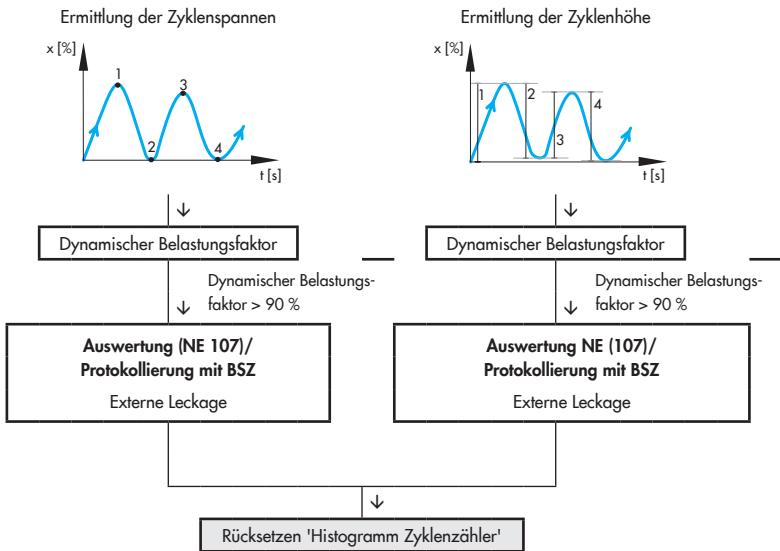 Ermittlung der Zyklenspannen
x [%]
1
3
2
4
t [s]
Dynamischer Belastungsfaktor
Dynamischer Belastungs-
faktor > 90 %
Auswertung (NE 107)/
Protokollierung mit BSZ
Externe Leckage
Ermittlung der Zyklenhöhe
x [%]
1
2
4
3
t [s]
Dynamischer Belastungsfaktor
Dynamischer Belastungs-
faktor > 90 %
Auswertung NE (107)/
Protokollierung mit BSZ
Externe Leckage
Rücksetzen 'Histogramm Zyklenzähler'